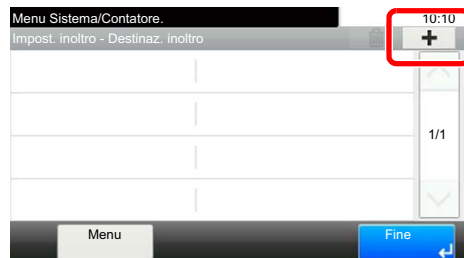 Menu Sistema/Contatore. 10:10
Impost. inoltro - Destinaz. inoltro +
1/1
Menu Fine